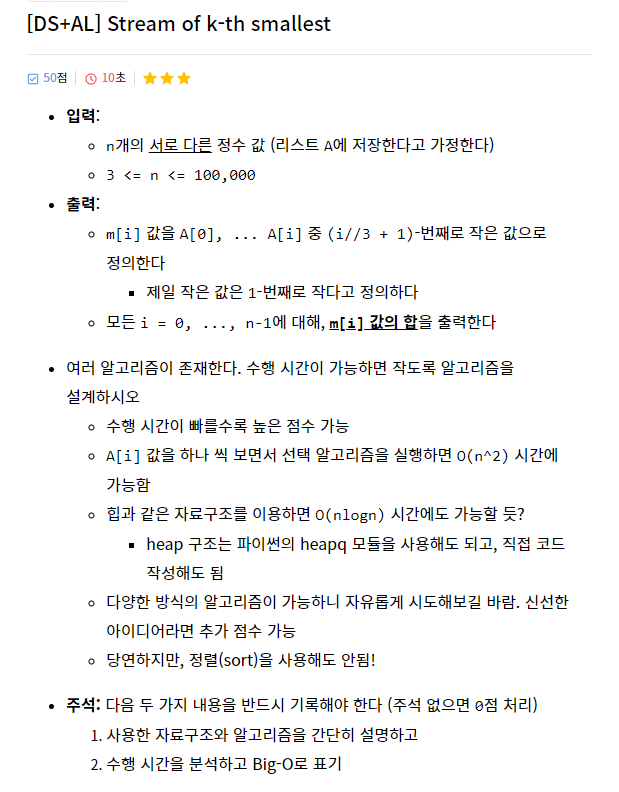 [DS+AL] Stream of k-th smallest
50점 10초
입력:
n개의 서로 다른 정수 값 (리스트 A에 저장한다고 가정한다)
3 <= n <= 100,000
출력:
m[i] 값을 A[0], ... A[i] 중 (i//3 + 1)-번째로 작은 값으로
정의한다
제일 작은 값은 1-번째로 작다고 정의하다
모든 i = 0, ..., n-1에 대해, m[i] 값의 합을 출력한다
여러 알고리즘이 존재한다. 수행 시간이 가능하면 작도록 알고리즘을
설계하시오
수행 시간이 빠를수록 높은 점수 가능
A[i] 값을 하나 씩 보면서 선택 알고리즘을 실행하면 O(n^2) 시간에
가능함
힙과 같은 자료구조를 이용하면 O(nlogn) 시간에도 가능할 듯?
heap 구조는 파이썬의 heapq 모듈을 사용해도 되고, 직접 코드
작성해도 됨
다양한 방식의 알고리즘이 가능하니 자유롭게 시도해보길 바람. 신선한
아이디어라면 추가 점수 가능
당연하지만, 정렬(sort)을 사용해도 안됨!
주석: 다음 두 가지 내용을 반드시 기록해야 한다 (주석 없으면 0점 처리)
1. 사용한 자료구조와 알고리즘을 간단히 설명하고
2. 수행 시간을 분석하고 Big-O로 표기